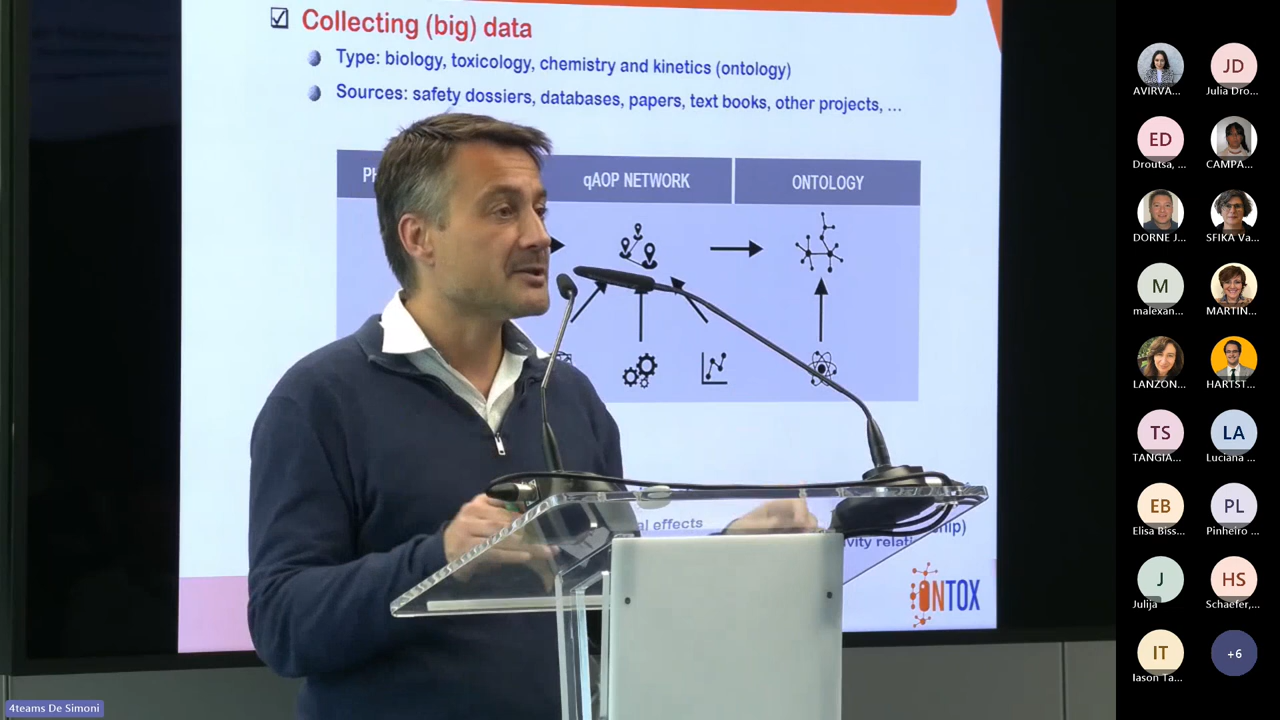 Collecting (big) data
Type: biology, toxicology, chemistry and kinetics (ontology)
Sources: safety dossiers, databases, papers, text books, other projects, ...
qAOP NETWORK
ONTOLOGY
effects
ONTOX
4teams De Simoni
AVIRVA...
JD
Julia Dro...
ED
Droutsa, ...
CAMPA...
DORNE J...
SFIKA Va...
M
malexan...
MARTIN...
LANZON...
HARTST...
TS
TANGIA...
LA
Luciana ...
EB
Elisa Biss...
PL
Pinheiro ...
J
Julija
HS
Schaefer,...
IT
Iason Ta...
+6